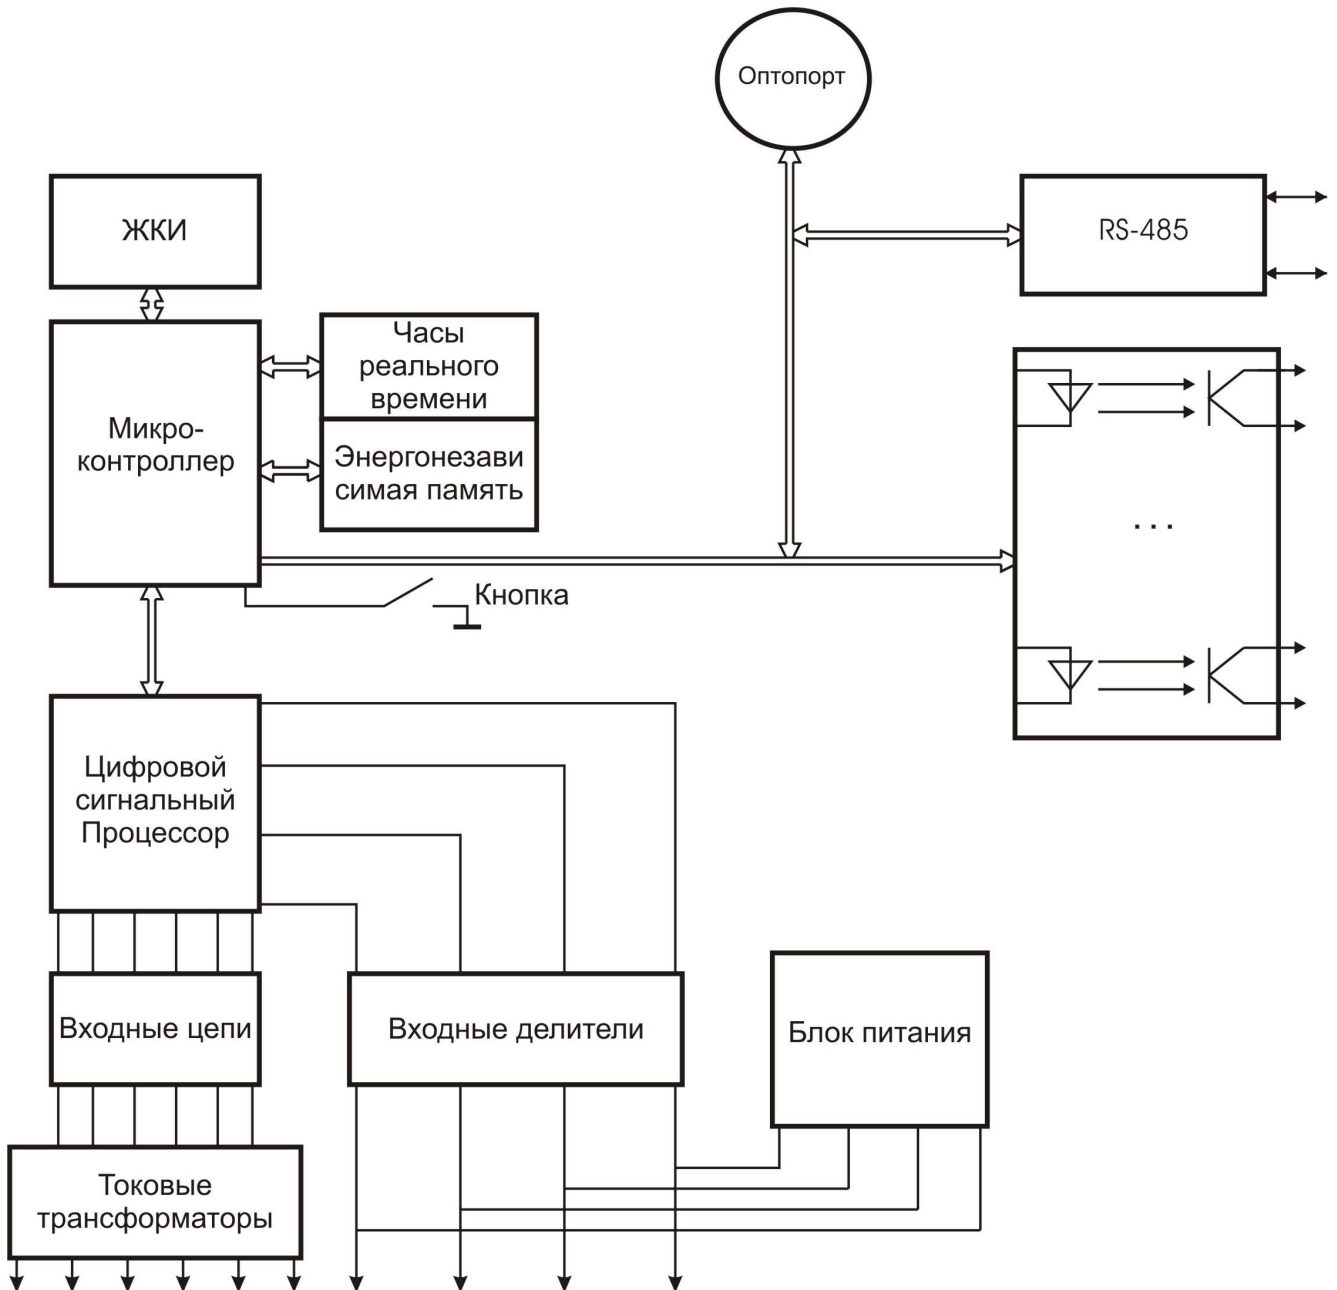 Оптопорт
ЖКИ
RS-485
Часы
реального
времени
Микро-
контроллер
Энергонезави
симая память
. . .
Кнопка
Цифровой
сигнальный
Процессор
Входные цепи
Входные делители
Блок питания
Токовые
трансформаторы